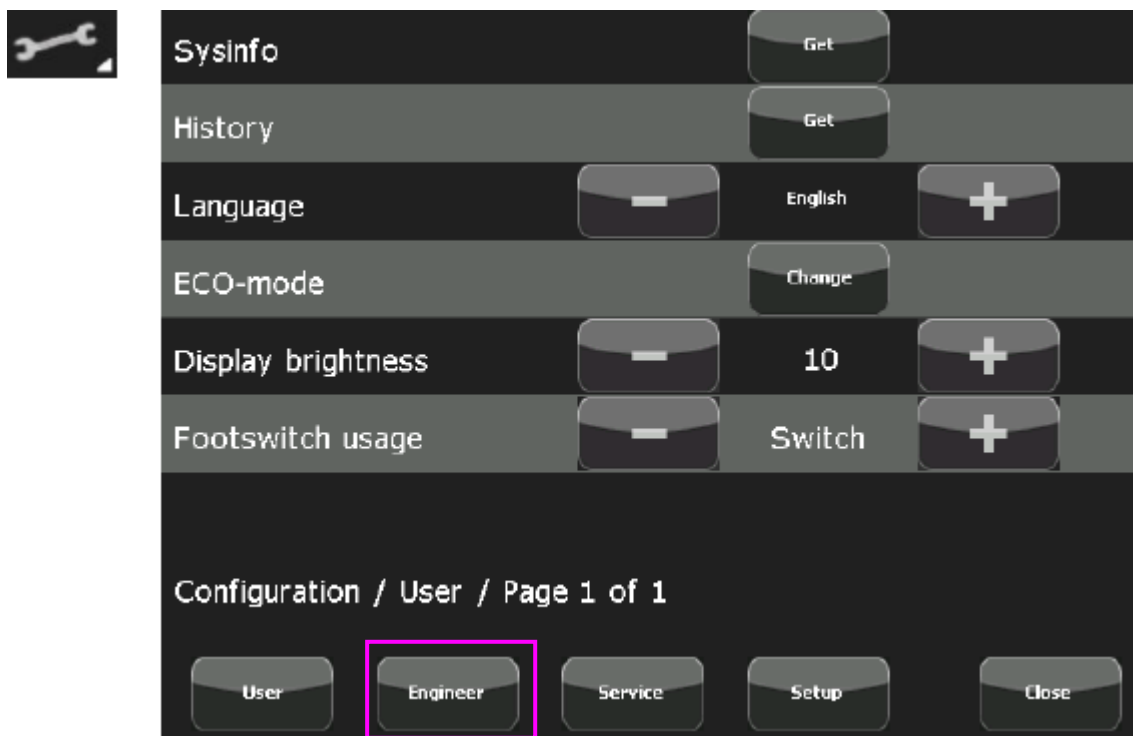 Sysinfo Get
History Get
Language − English +
ECO-mode Change
Display brightness − 10 +
Footswitch usage − Switch +
Configuration / User / Page 1 of 1
User Engineer Service Setup Close